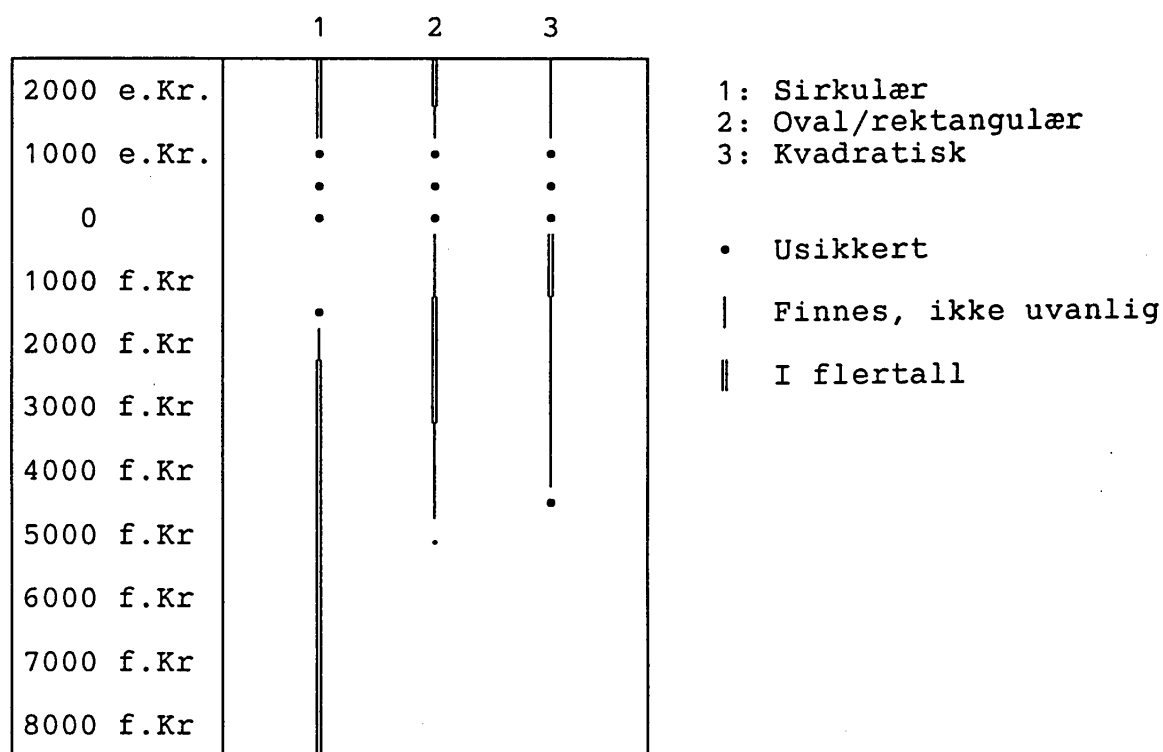 1 2 3
2000 e.Kr.
1000 e.Kr.
0
1000 f.Kr
2000 f.Kr
3000 f.Kr
4000 f.Kr
5000 f.Kr
6000 f.Kr
7000 f.Kr
8000 f.Kr
1: Sirkulær
2: Oval/rektangulær
3: Kvadratisk
• Usikkert
| Finnes, ikke uvanlig
‖ I flertall